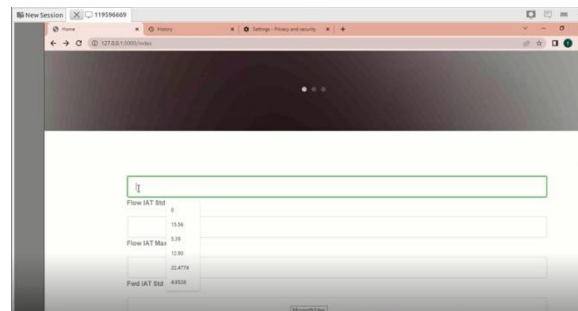 New Session 119596669
Home History Settings - Privacy and security
127.0.0.1:5000/index
Flow IAT Std
0
15.56
5.39
Flow IAT Max
12.90
22.4774
Fwd IAT Std
4.9526